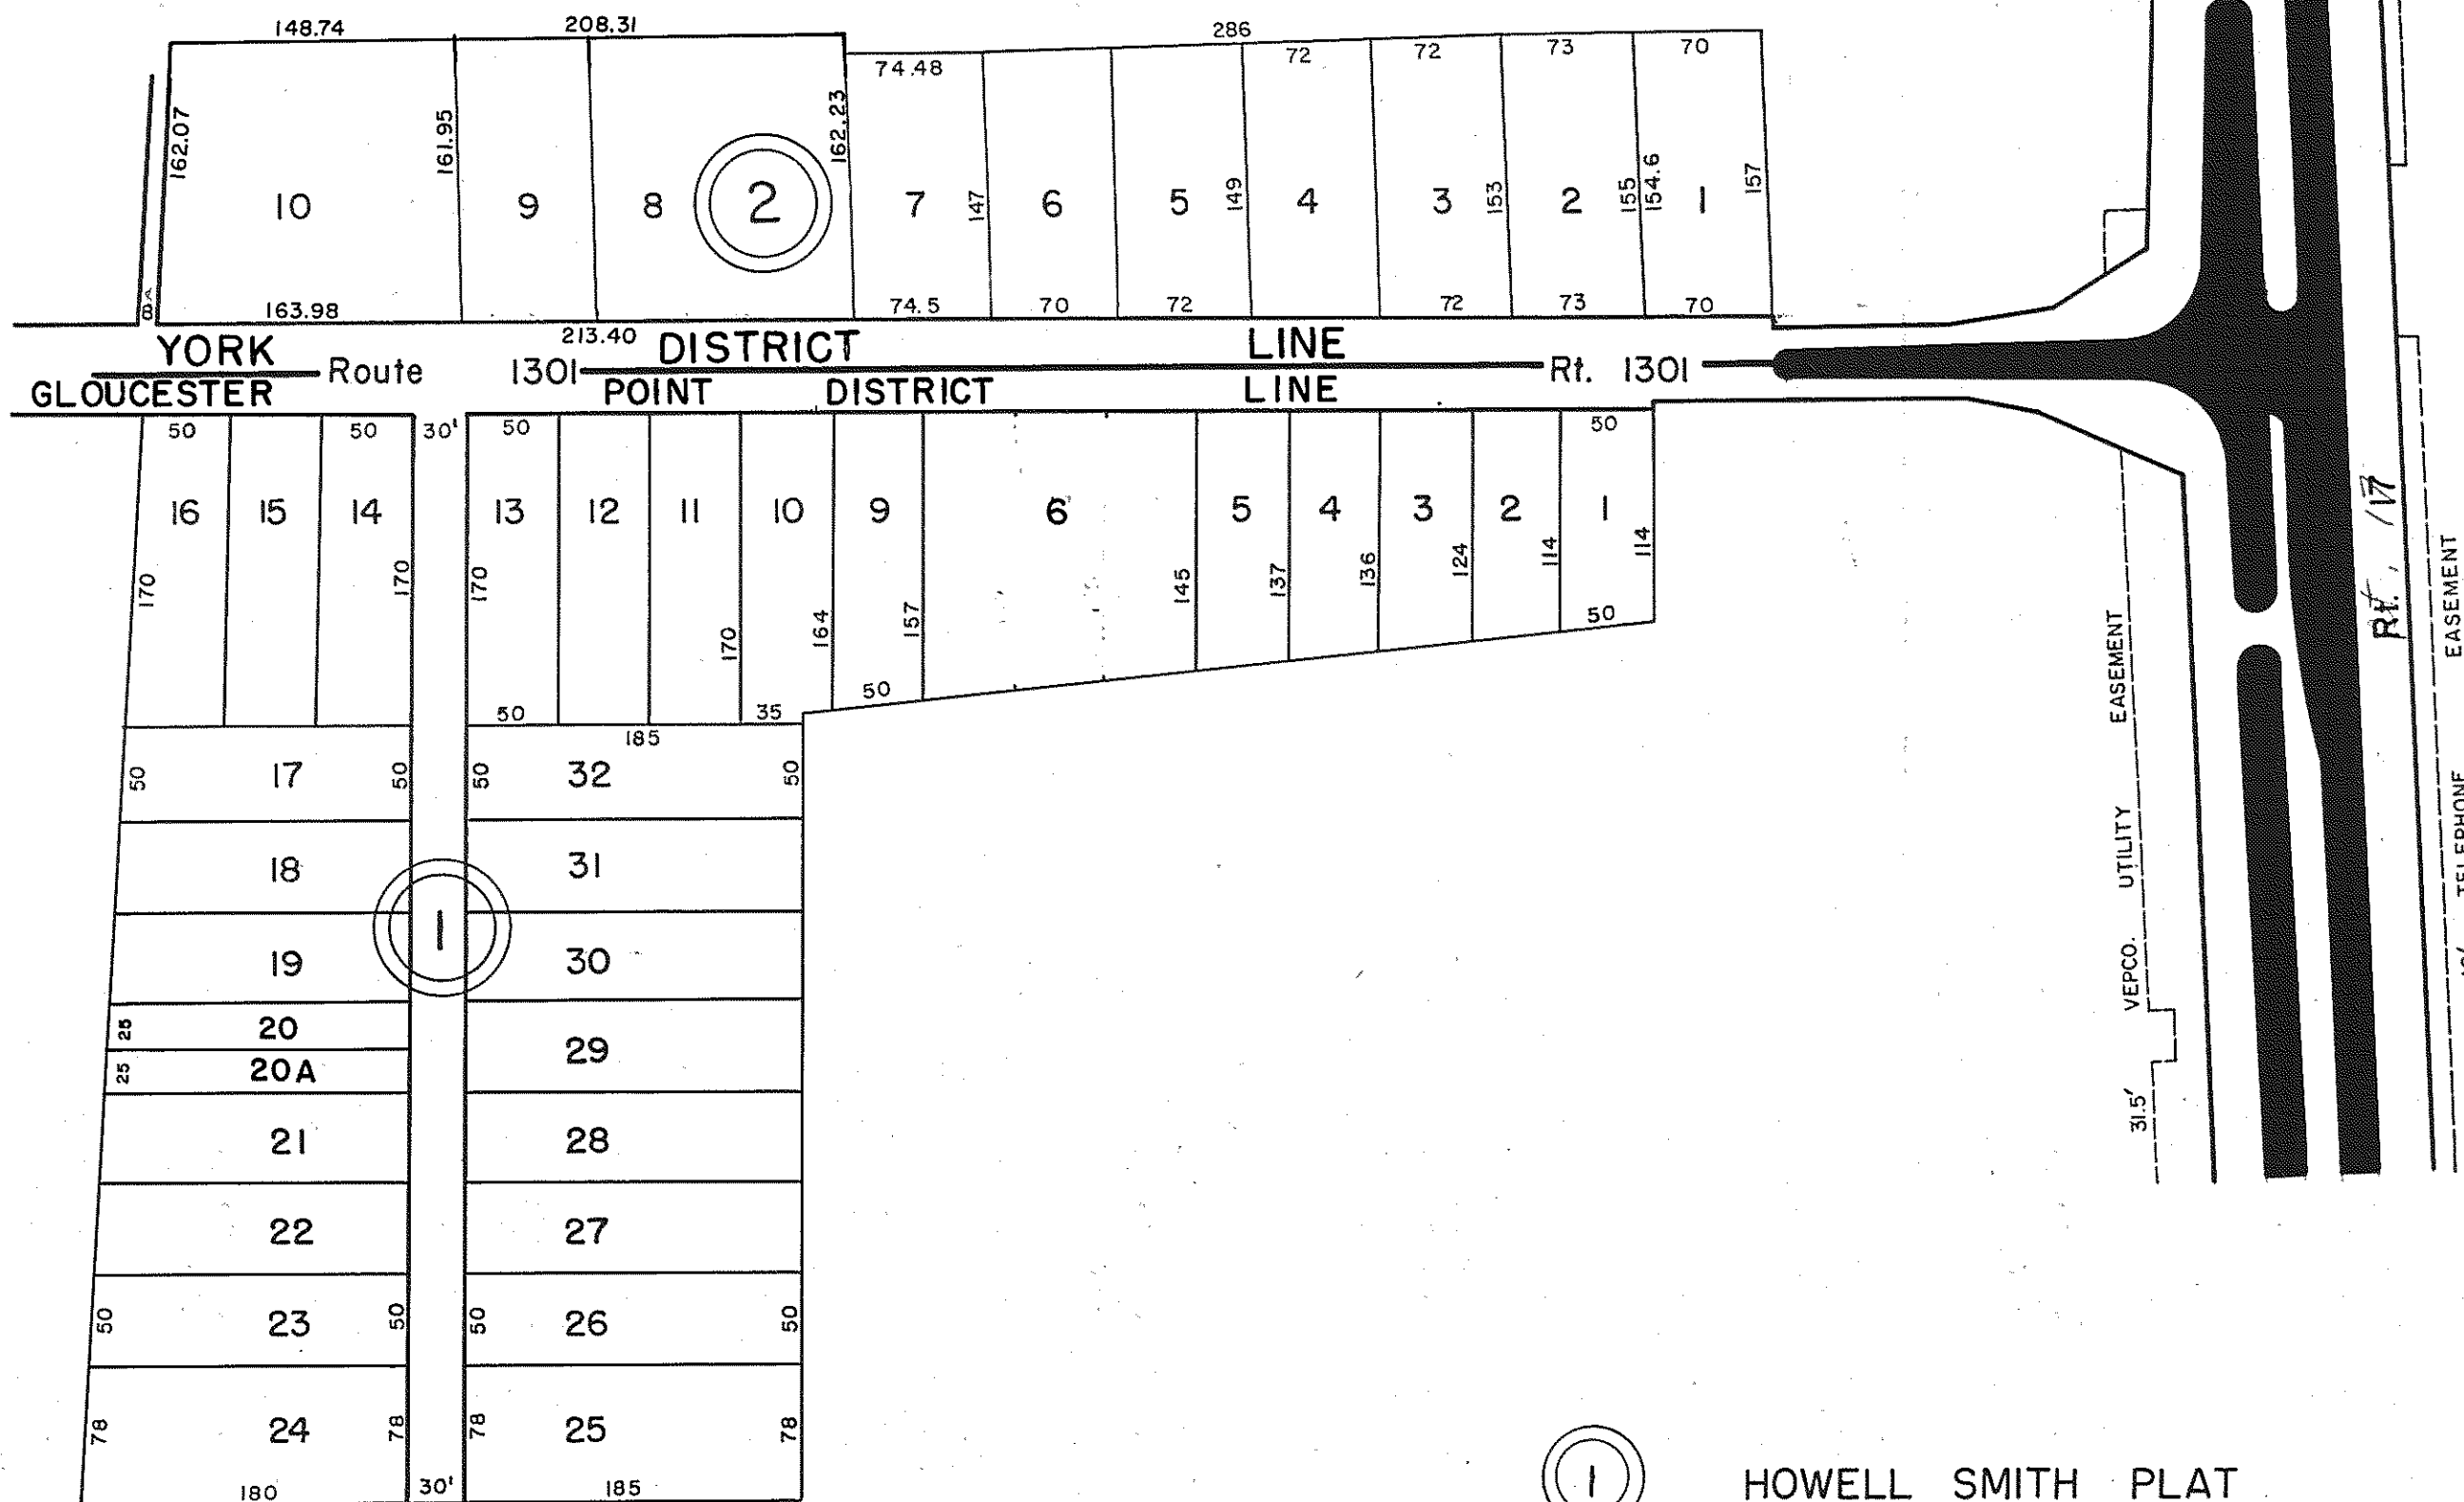 148.74 208.31 286
74.48 72 72 73 70
162.07 161.95 162.23 147 149 153 155 154.6 157
10 9 8 2 7 6 5 4 3 2 1
163.98 213.40 74.5 70 72 72 73 70
YORK DISTRICT LINE
Route 1301 Rt. 1301
GLOUCESTER POINT DISTRICT LINE
50 50 30' 50 50
16 15 14 13 12 11 10 9 6 5 4 3 2 1
170 170 170 170 164 157 145 137 136 124 114 114
50 35 50 50
185
50 17 50 50 32 50
18 31
1
19 30
25 20
29
25 20A
21 28
22 27
50 23 50 50 26 50
78 24 78 78 25 78
180 30' 185
Rt. 17
31.5' VEPCO. UTILITY EASEMENT
TELEPHONE EASEMENT
1 HOWELL SMITH PLAT